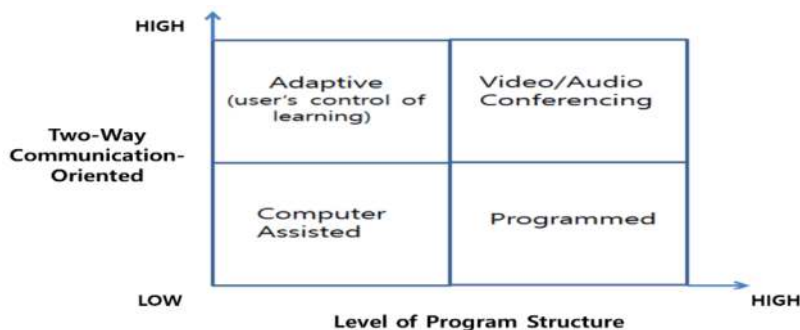 HIGH
Adaptive
(user's control of
learning)
Video/Audio
Conferencing
Two-Way
Communication-
Oriented
Computer
Assisted
Programmed
LOW
HIGH
Level of Program Structure